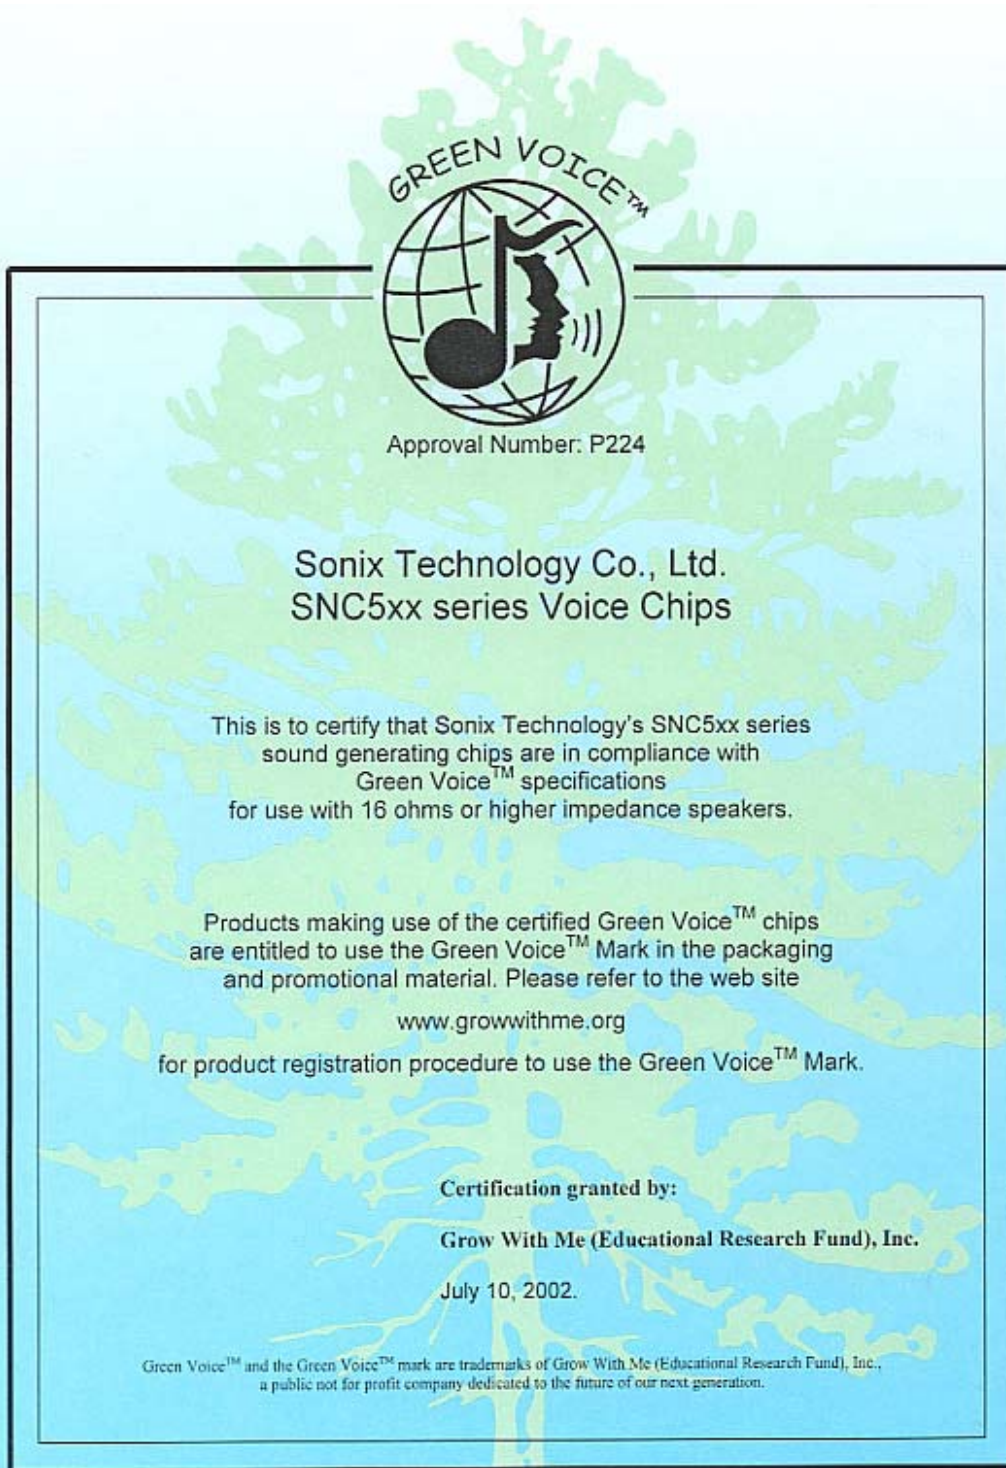 GREEN VOICE™
Approval Number: P224
Sonix Technology Co., Ltd.
SNC5xx series Voice Chips
This is to certify that Sonix Technology's SNC5xx series
sound generating chips are in compliance with
Green Voice™ specifications
for use with 16 ohms or higher impedance speakers.
Products making use of the certified Green Voice™ chips
are entitled to use the Green Voice™ Mark in the packaging
and promotional material. Please refer to the web site
www.growwithme.org
for product registration procedure to use the Green Voice™ Mark.
Certification granted by:
Grow With Me (Educational Research Fund), Inc.
July 10, 2002.
Green Voice™ and the Green Voice™ mark are trademarks of Grow With Me (Educational Research Fund), Inc.,
a public not for profit company dedicated to the future of our next generation.